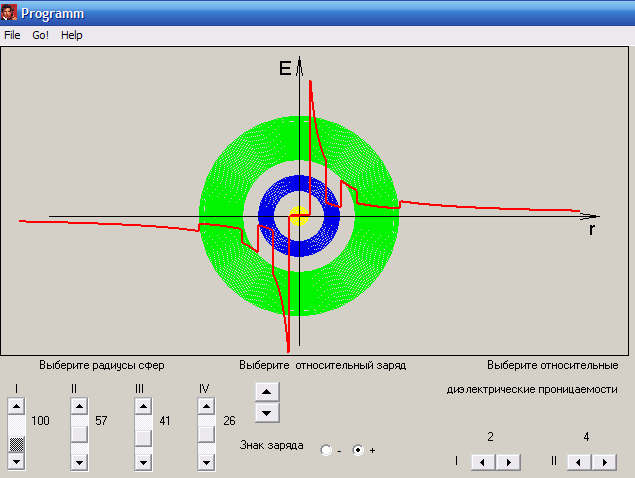 Programm
File Go! Help
E
r
Выберите радиусы сфер
Выберите относительный заряд
Выберите относительные
диэлектрические проницаемости
I II III IV
100 57 41 26
Знак заряда - +
2 4
I II